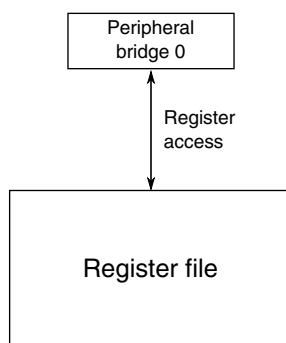 Peripheral
bridge 0
Register
access
Register file